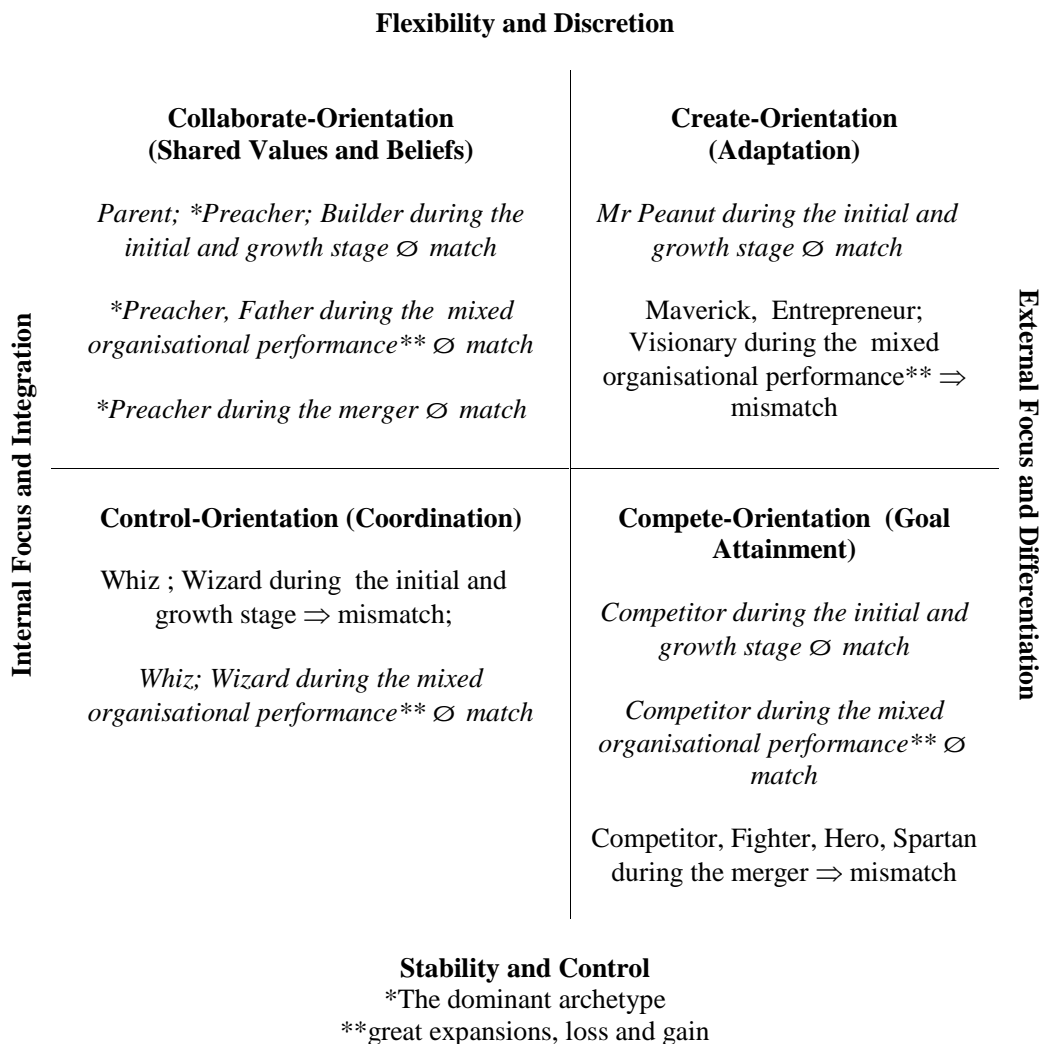 Flexibility and Discretion
Collaborate-Orientation
(Shared Values and Beliefs)
Parent; *Preacher; Builder during the
initial and growth stage ∅ match
*Preacher, Father during the mixed
organisational performance** ∅ match
*Preacher during the merger ∅ match
Create-Orientation
(Adaptation)
Mr Peanut during the initial and
growth stage ∅ match
Maverick, Entrepreneur;
Visionary during the mixed
organisational performance** ⇒
mismatch
Internal Focus and Integration
External Focus and Differentiation
Control-Orientation (Coordination)
Whiz ; Wizard during the initial and
growth stage ⇒ mismatch;
Whiz; Wizard during the mixed
organisational performance** ∅ match
Compete-Orientation (Goal
Attainment)
Competitor during the initial and
growth stage ∅ match
Competitor during the mixed
organisational performance** ∅
match
Competitor, Fighter, Hero, Spartan
during the merger ⇒ mismatch
Stability and Control
*The dominant archetype
**great expansions, loss and gain